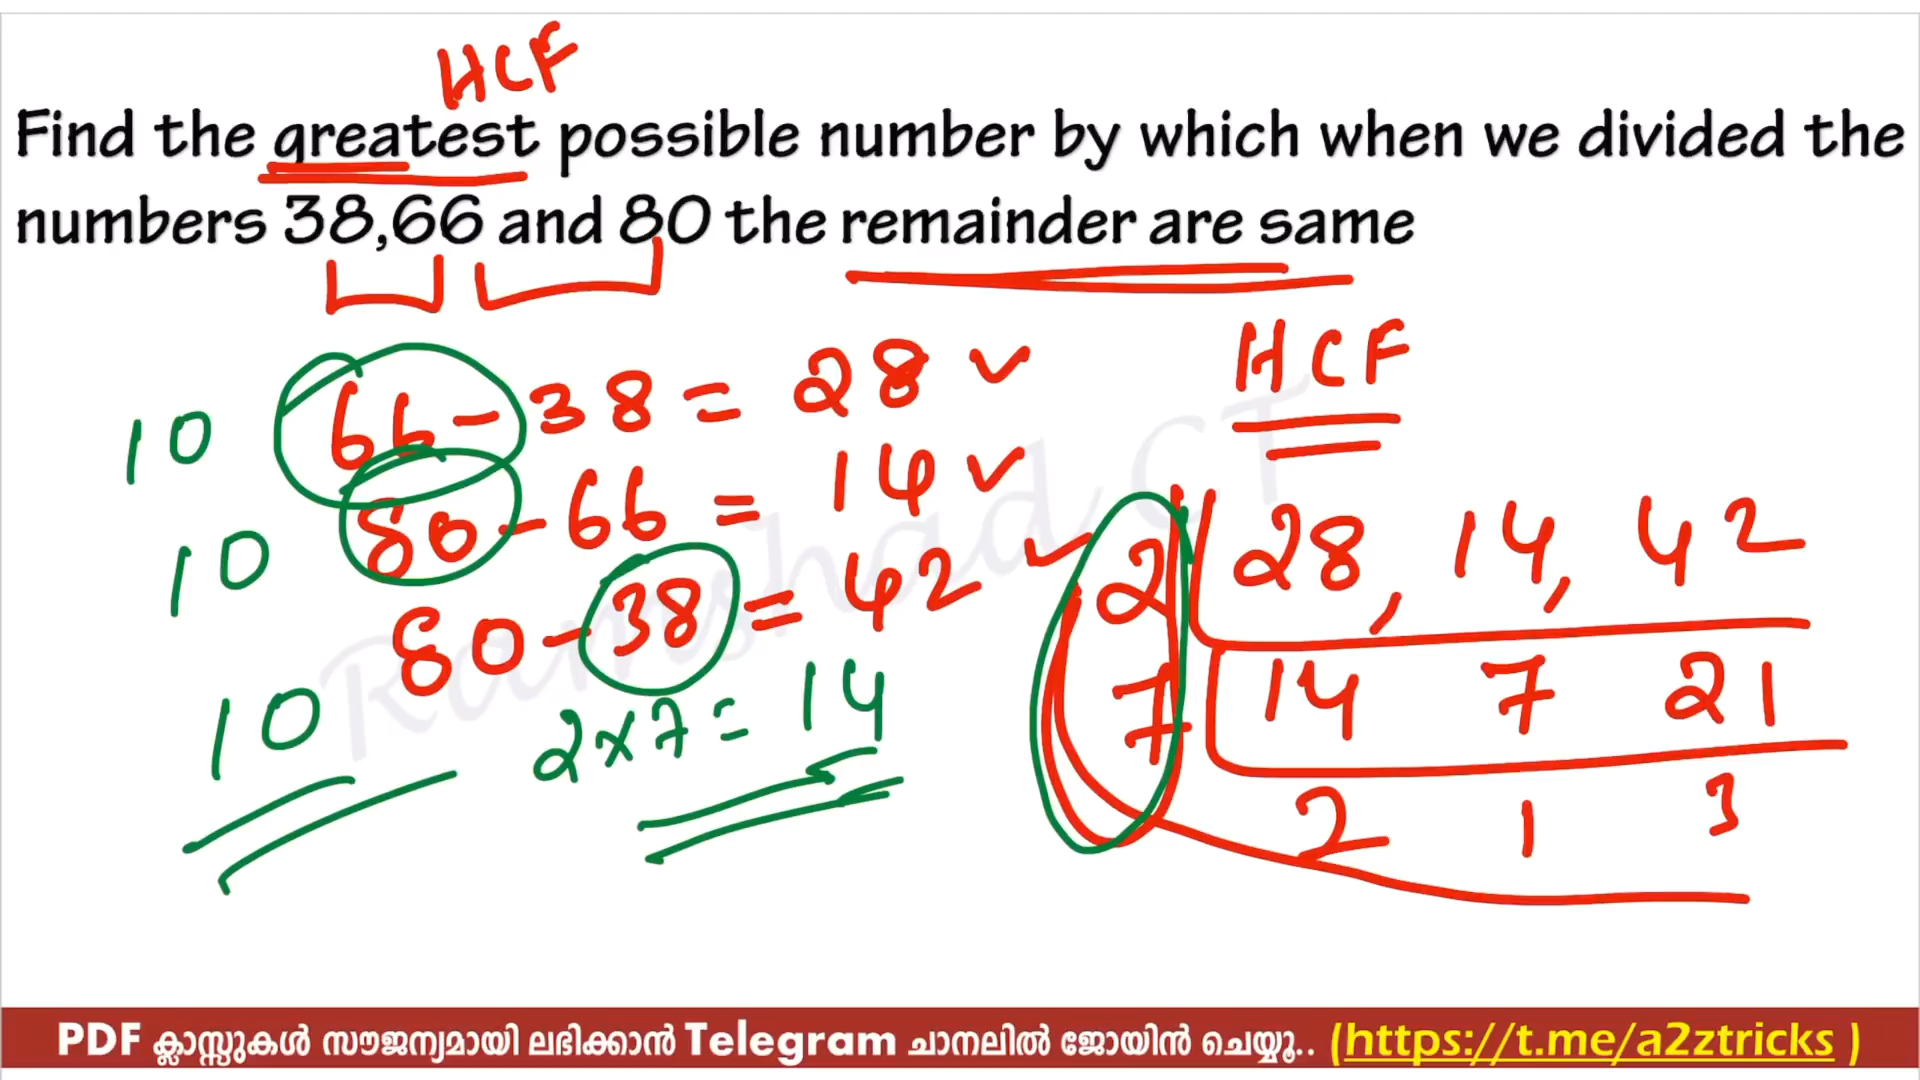 HCF
Find the greatest possible number by which when we divided the
numbers 38,66 and 80 the remainder are same
10 66-38=28 ✓
HCF
10 80-66=14 ✓
10 80-38=42 ✓
2×7=14
2 28, 14, 42
7 14 7 21
2 1 3
Ramshad CT
PDF ക്ലാസ്സുകൾ സൗജന്യമായി ലഭിക്കാൻ Telegram ചാനലിൽ ജോയിൻ ചെയ്യൂ.. (https://t.me/a2ztricks )